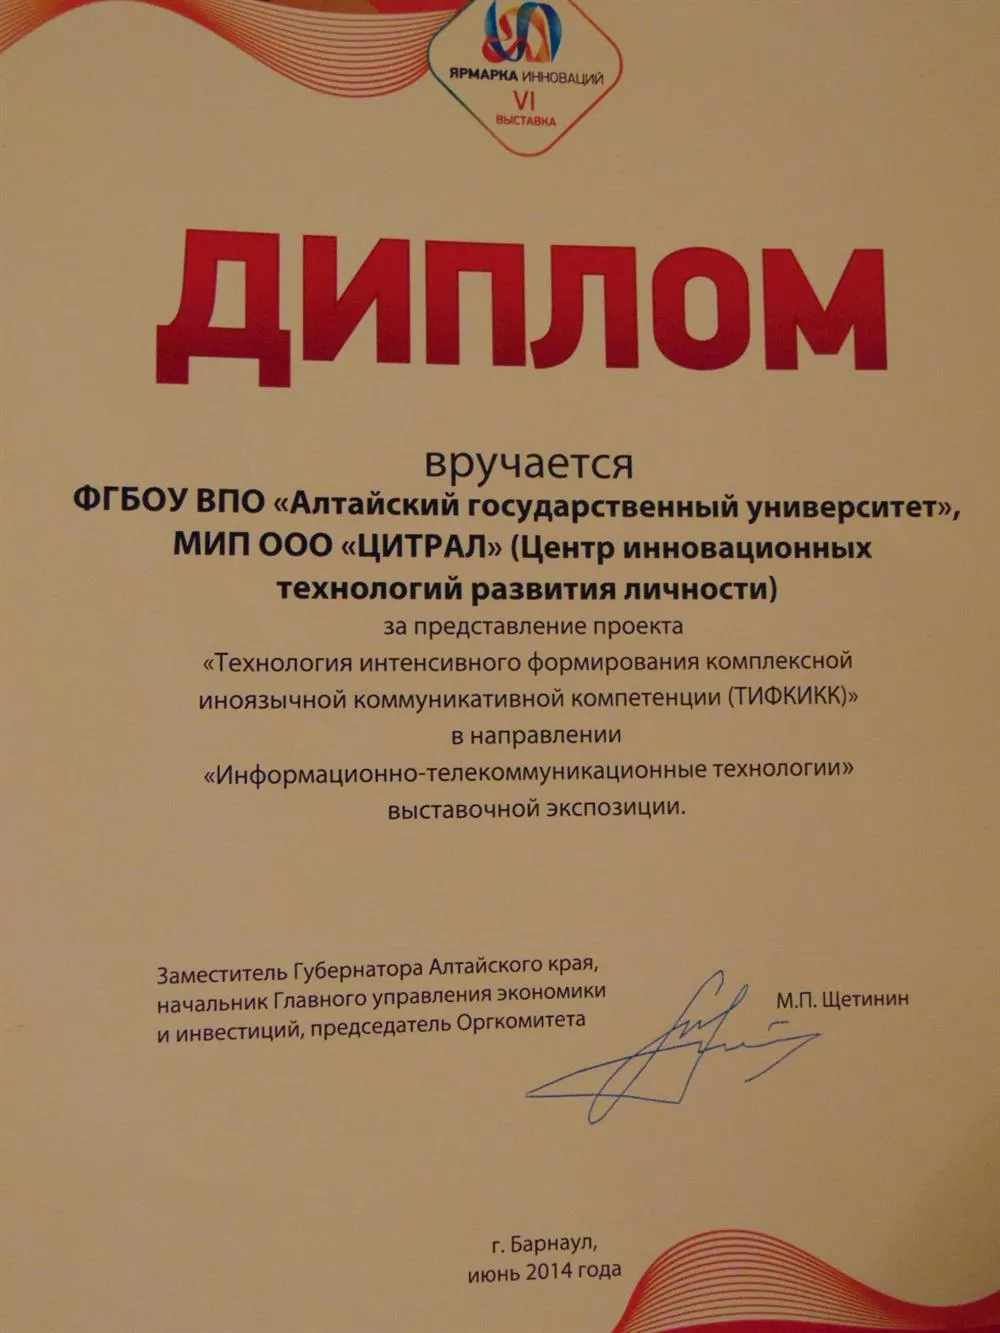 ЯРМАРКА ИННОВАЦИЙ
VI
ВЫСТАВКА
ДИПЛОМ
вручается
ФГБОУ ВПО «Алтайский государственный университет»,
МИП ООО «ЦИТРАЛ» (Центр инновационных
технологий развития личности)
за представление проекта
«Технология интенсивного формирования комплексной
иноязычной коммуникативной компетенции (ТИФКИКК)»
в направлении
«Информационно-телекоммуникационные технологии»
выставочной экспозиции.
Заместитель Губернатора Алтайского края,
начальник Главного управления экономики
и инвестиций, председатель Оргкомитета
М.П. Щетинин
г. Барнаул,
июнь 2014 года